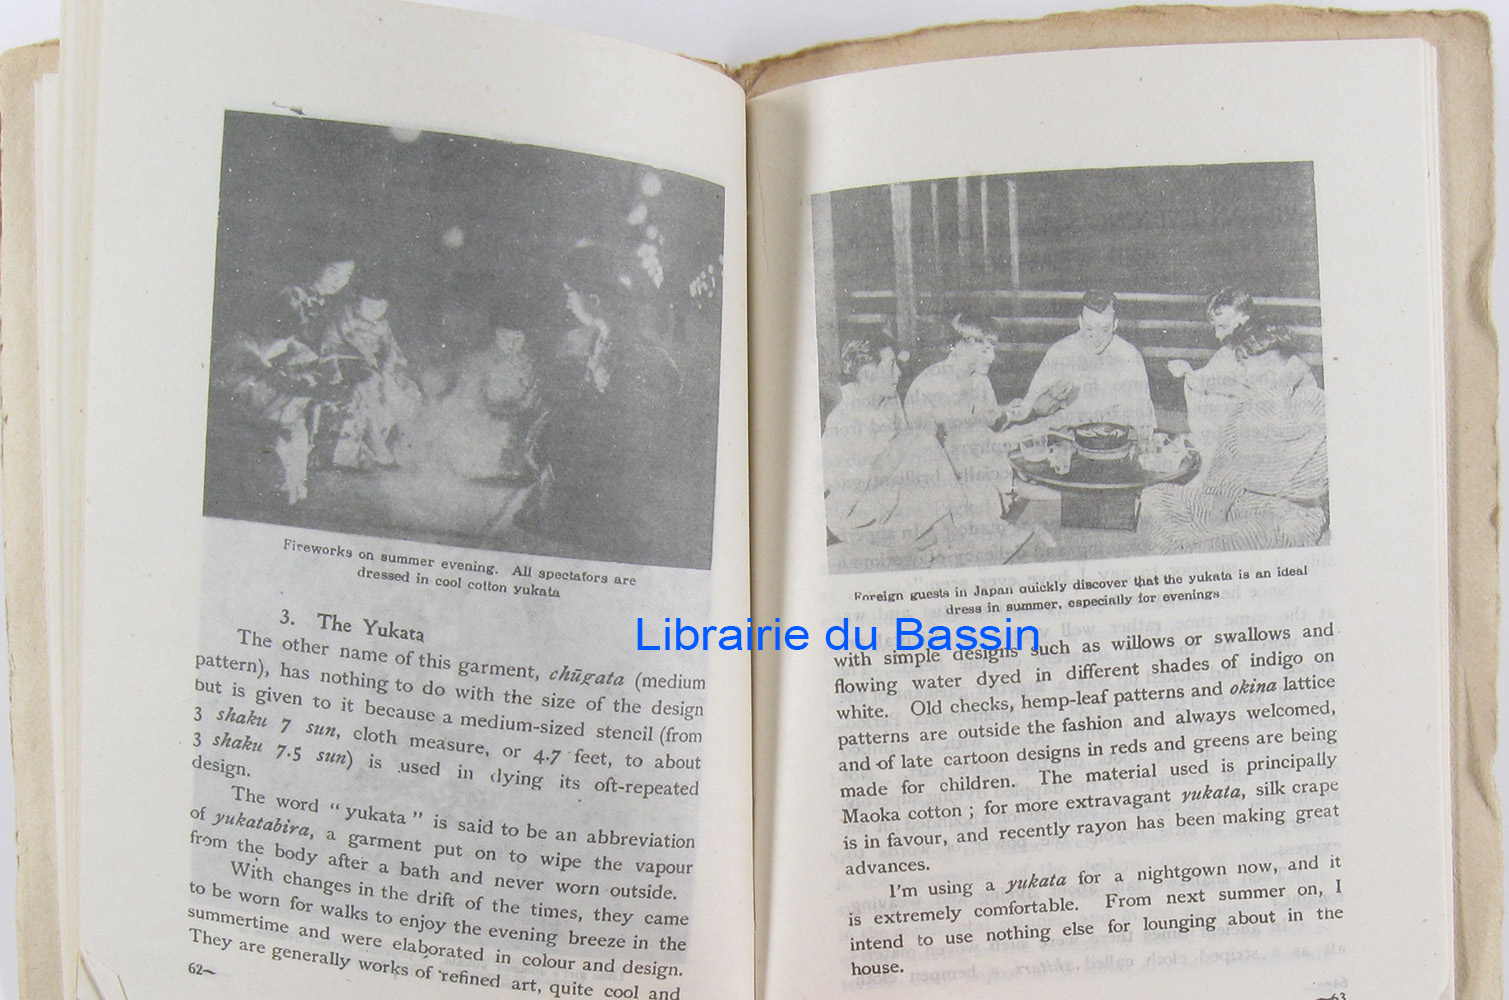 Fireworks on summer evening. All spectators are
dressed in cool cotton yukata
3. The Yukata
The other name of this garment, chūgata (medium
pattern), has nothing to do with the size of the design
but is given to it because a medium-sized stencil (from
3 shaku 7 sun, cloth measure, or 4.7 feet, to about
3 shaku 7.5 sun) is used in dying its oft-repeated
design.
The word "yukata" is said to be an abbreviation
of yukatabira, a garment put on to wipe the vapour
from the body after a bath and never worn outside.
With changes in the drift of the times, they came
to be worn for walks to enjoy the evening breeze in the
summertime and were elaborated in colour and design.
They are generally works of refined art, quite cool and
62
Foreign guests in Japan quickly discover that the yukata is an ideal
dress in summer, especially for evenings
Librairie du Bassin
with simple designs such as willows or swallows and
flowing water dyed in different shades of indigo on
white. Old checks, hemp-leaf patterns and okina lattice
patterns are outside the fashion and always welcomed,
and of late cartoon designs in reds and greens are being
made for children. The material used is principally
Maoka cotton; for more extravagant yukata, silk crape
is in favour, and recently rayon has been making great
advances.
I'm using a yukata for a nightgown now, and it
is extremely comfortable. From next summer on, I
intend to use nothing else for lounging about in the
house.
63